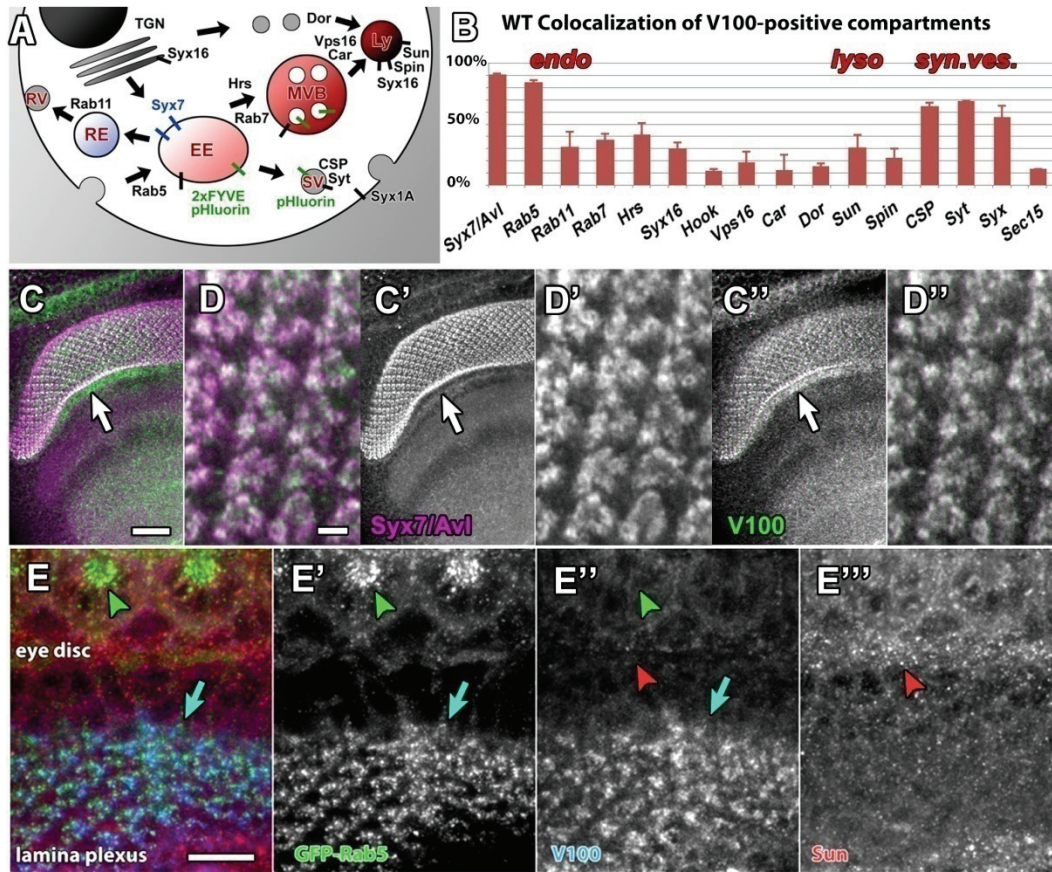 A
TGN
Syx16
Dor
Vps16
Car
Ly
Sun
Spin
Syx16
Hrs
MVB
Rab7
RV
Rab11
Syx7
RE
EE
Rab5
2xFYVE
pHluorin
CSP
SV
Syt
pHluorin
Syx1A
B
WT Colocalization of V100-positive compartments
endo
lyso
syn.ves.
100%
50%
0%
Syx7/Avl
Rab5
Rab11
Rab7
Hrs
Syx16
Hook
Vps16
Car
Dor
Sun
Spin
CSP
Syt
Syx
Sec15
C
D
C'
D'
C''
D''
Syx7/Avl
V100
E
E'
E''
E'''
eye disc
lamina plexus
GFP-Rab5
V100
Sun